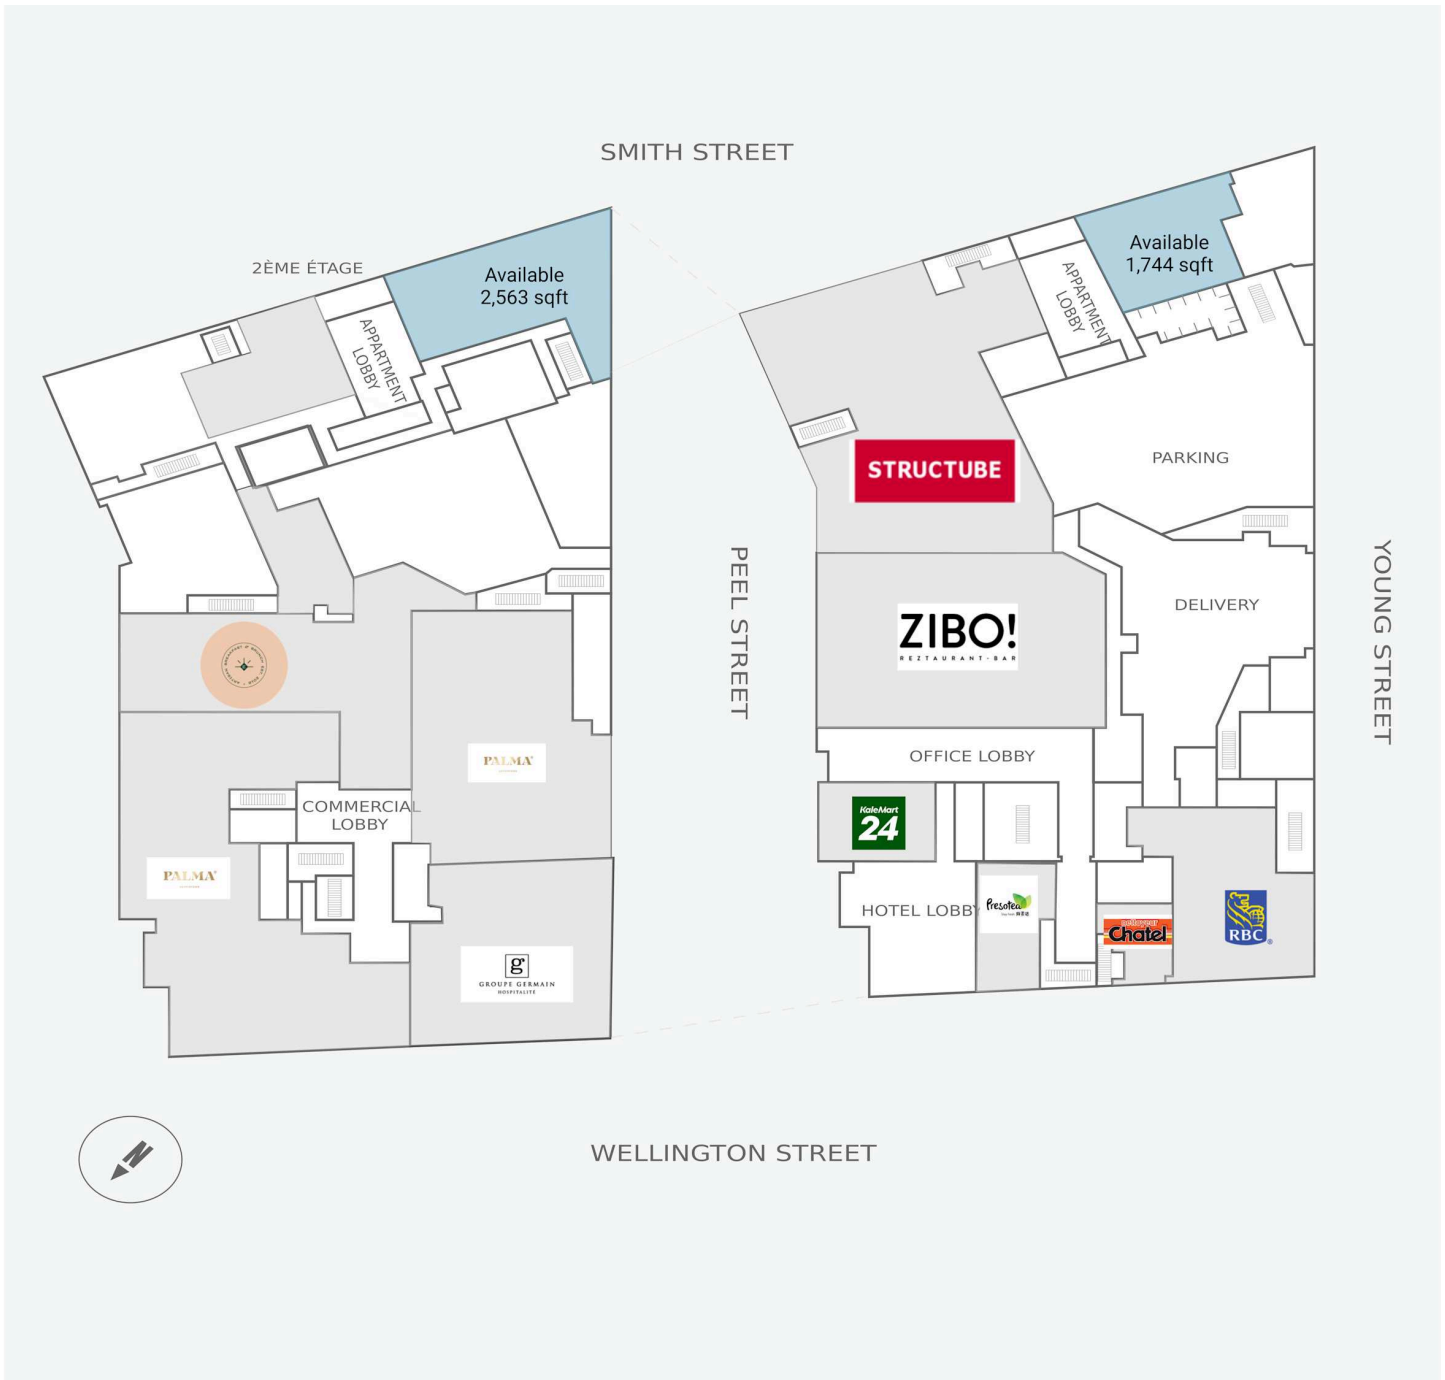 SMITH STREET
2ÈME ÉTAGE
Available
2,563 sqft
Available
1,744 sqft
APPARTMENT
LOBBY
APPARTMENT
LOBBY
STRUCTUBE
PARKING
PEEL STREET
YOUNG STREET
ZIBO!
REZTAURANT-BAR
DELIVERY
OFFICE LOBBY
PALMA
COMMERCIAL
LOBBY
KaleMart
24
PALMA
HOTEL LOBBY
Presotea
Chatel
RBC
g
GROUPE GERMAIN
HOSPITALITÉ
WELLINGTON STREET
N